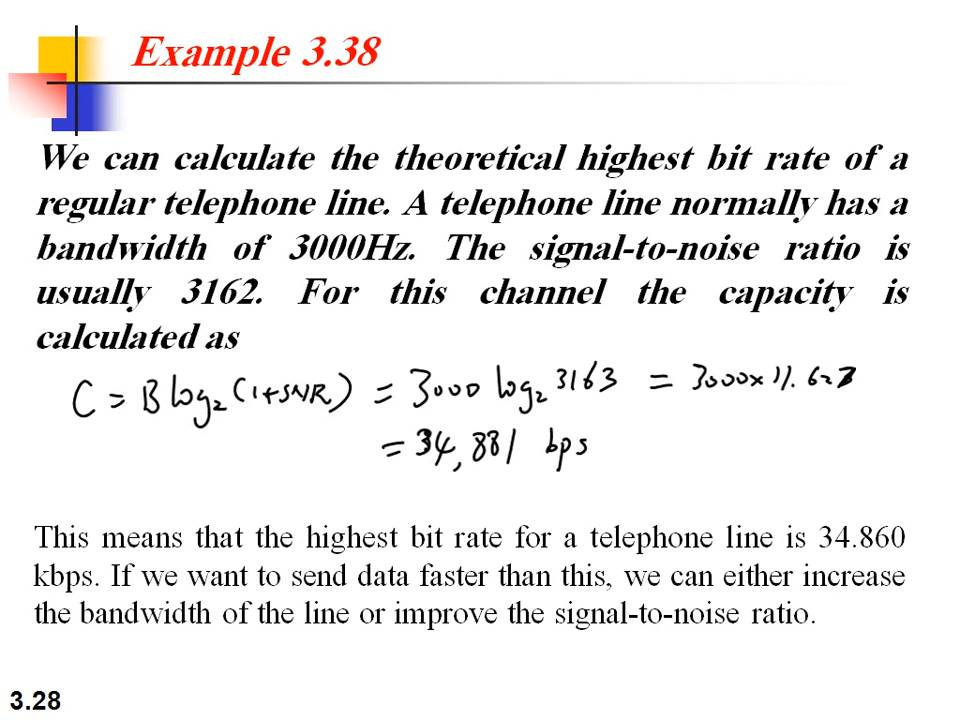 Example 3.38
We can calculate the theoretical highest bit rate of a
regular telephone line. A telephone line normally has a
bandwidth of 3000Hz. The signal-to-noise ratio is
usually 3162. For this channel the capacity is
calculated as
C = B log₂ (1+SNR) = 3000 log₂ 3163 = 3000 x 11.62
= 34,881 bps
This means that the highest bit rate for a telephone line is 34.860
kbps. If we want to send data faster than this, we can either increase
the bandwidth of the line or improve the signal-to-noise ratio.
3.28